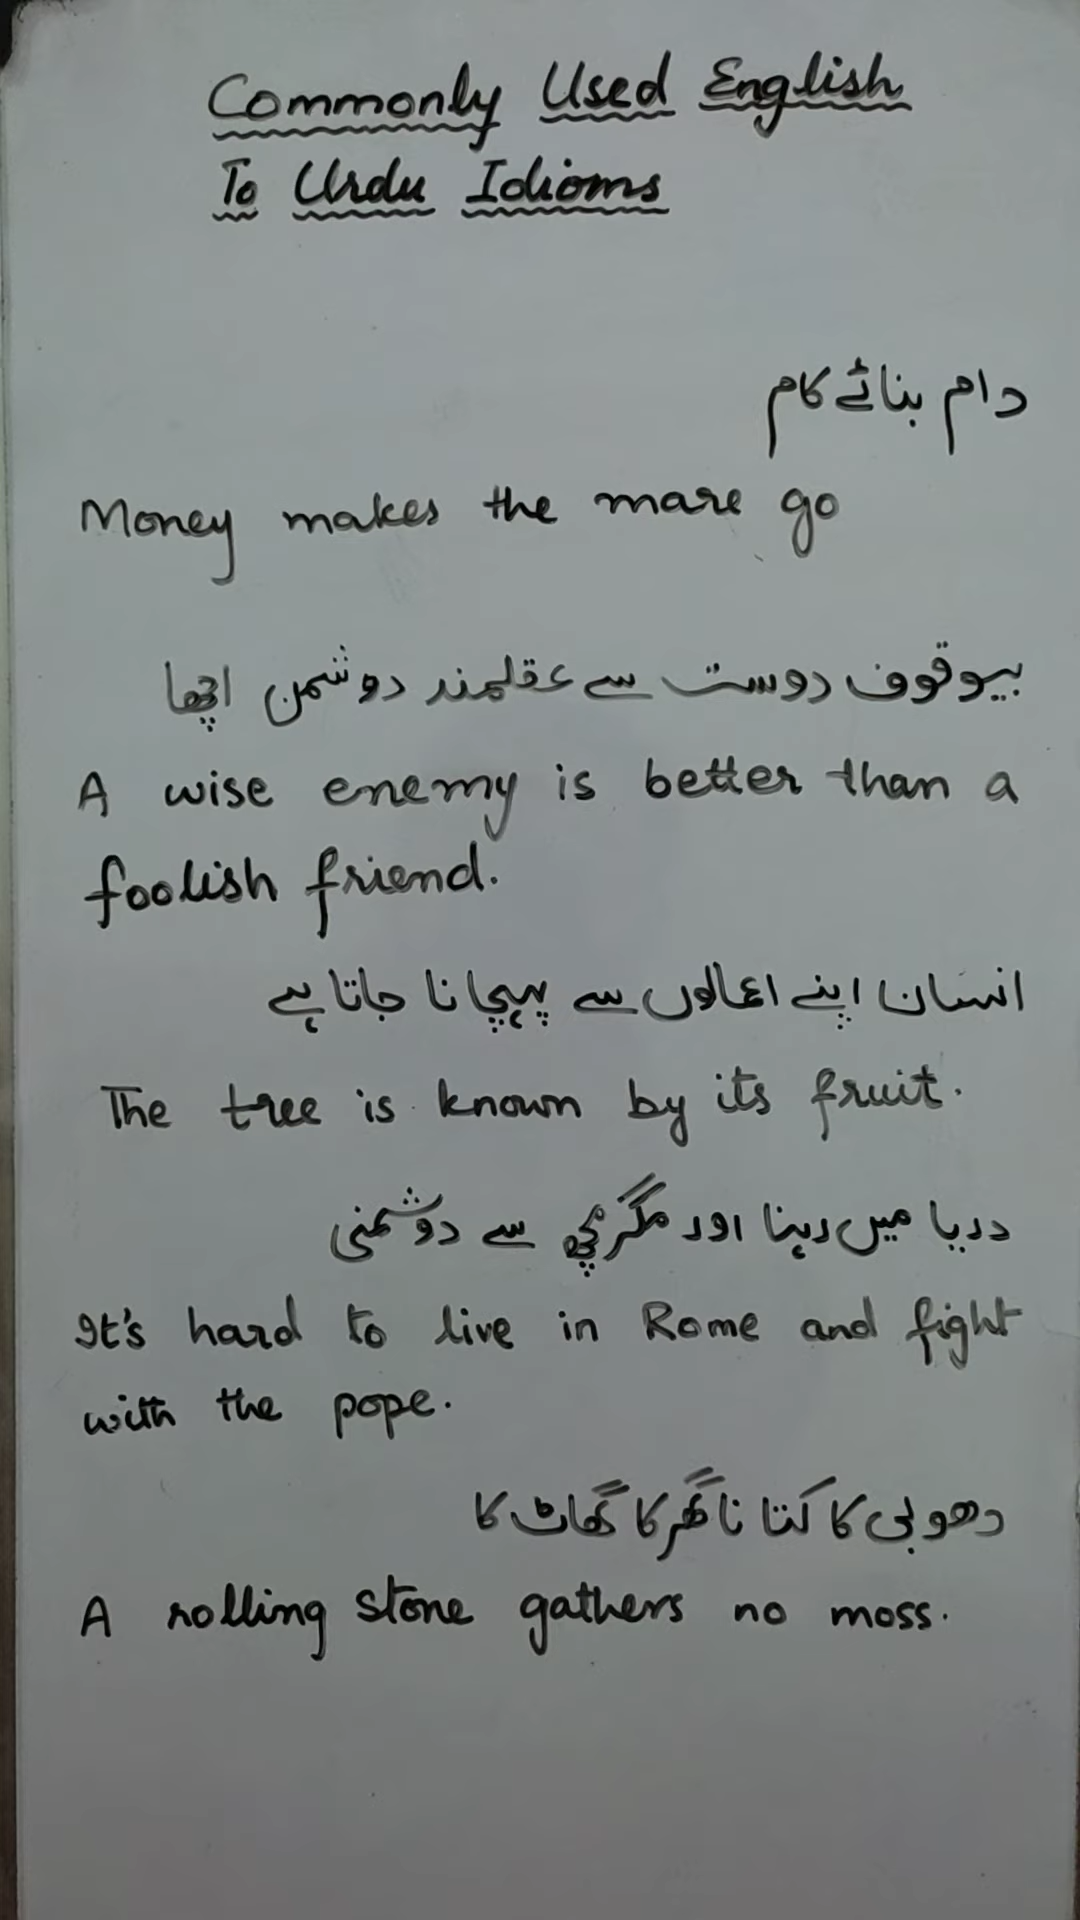 Commonly Used English
To Urdu Idioms
دام بنائے کام
Money makes the mare go
بیوقوف دوست سے عقلمند دوشمن اچھا
A wise enemy is better than a
foolish friend.
انسان اپنے اعمالوں سے پہچانا جاتا ہے
The tree is known by its fruit.
دریا میں رہنا اور مگرمچھ سے دوشمنی
It's hard to live in Rome and fight
with the pope.
دھوبی کا کتا نا گھر کا گھاٹ کا
A rolling stone gathers no moss.